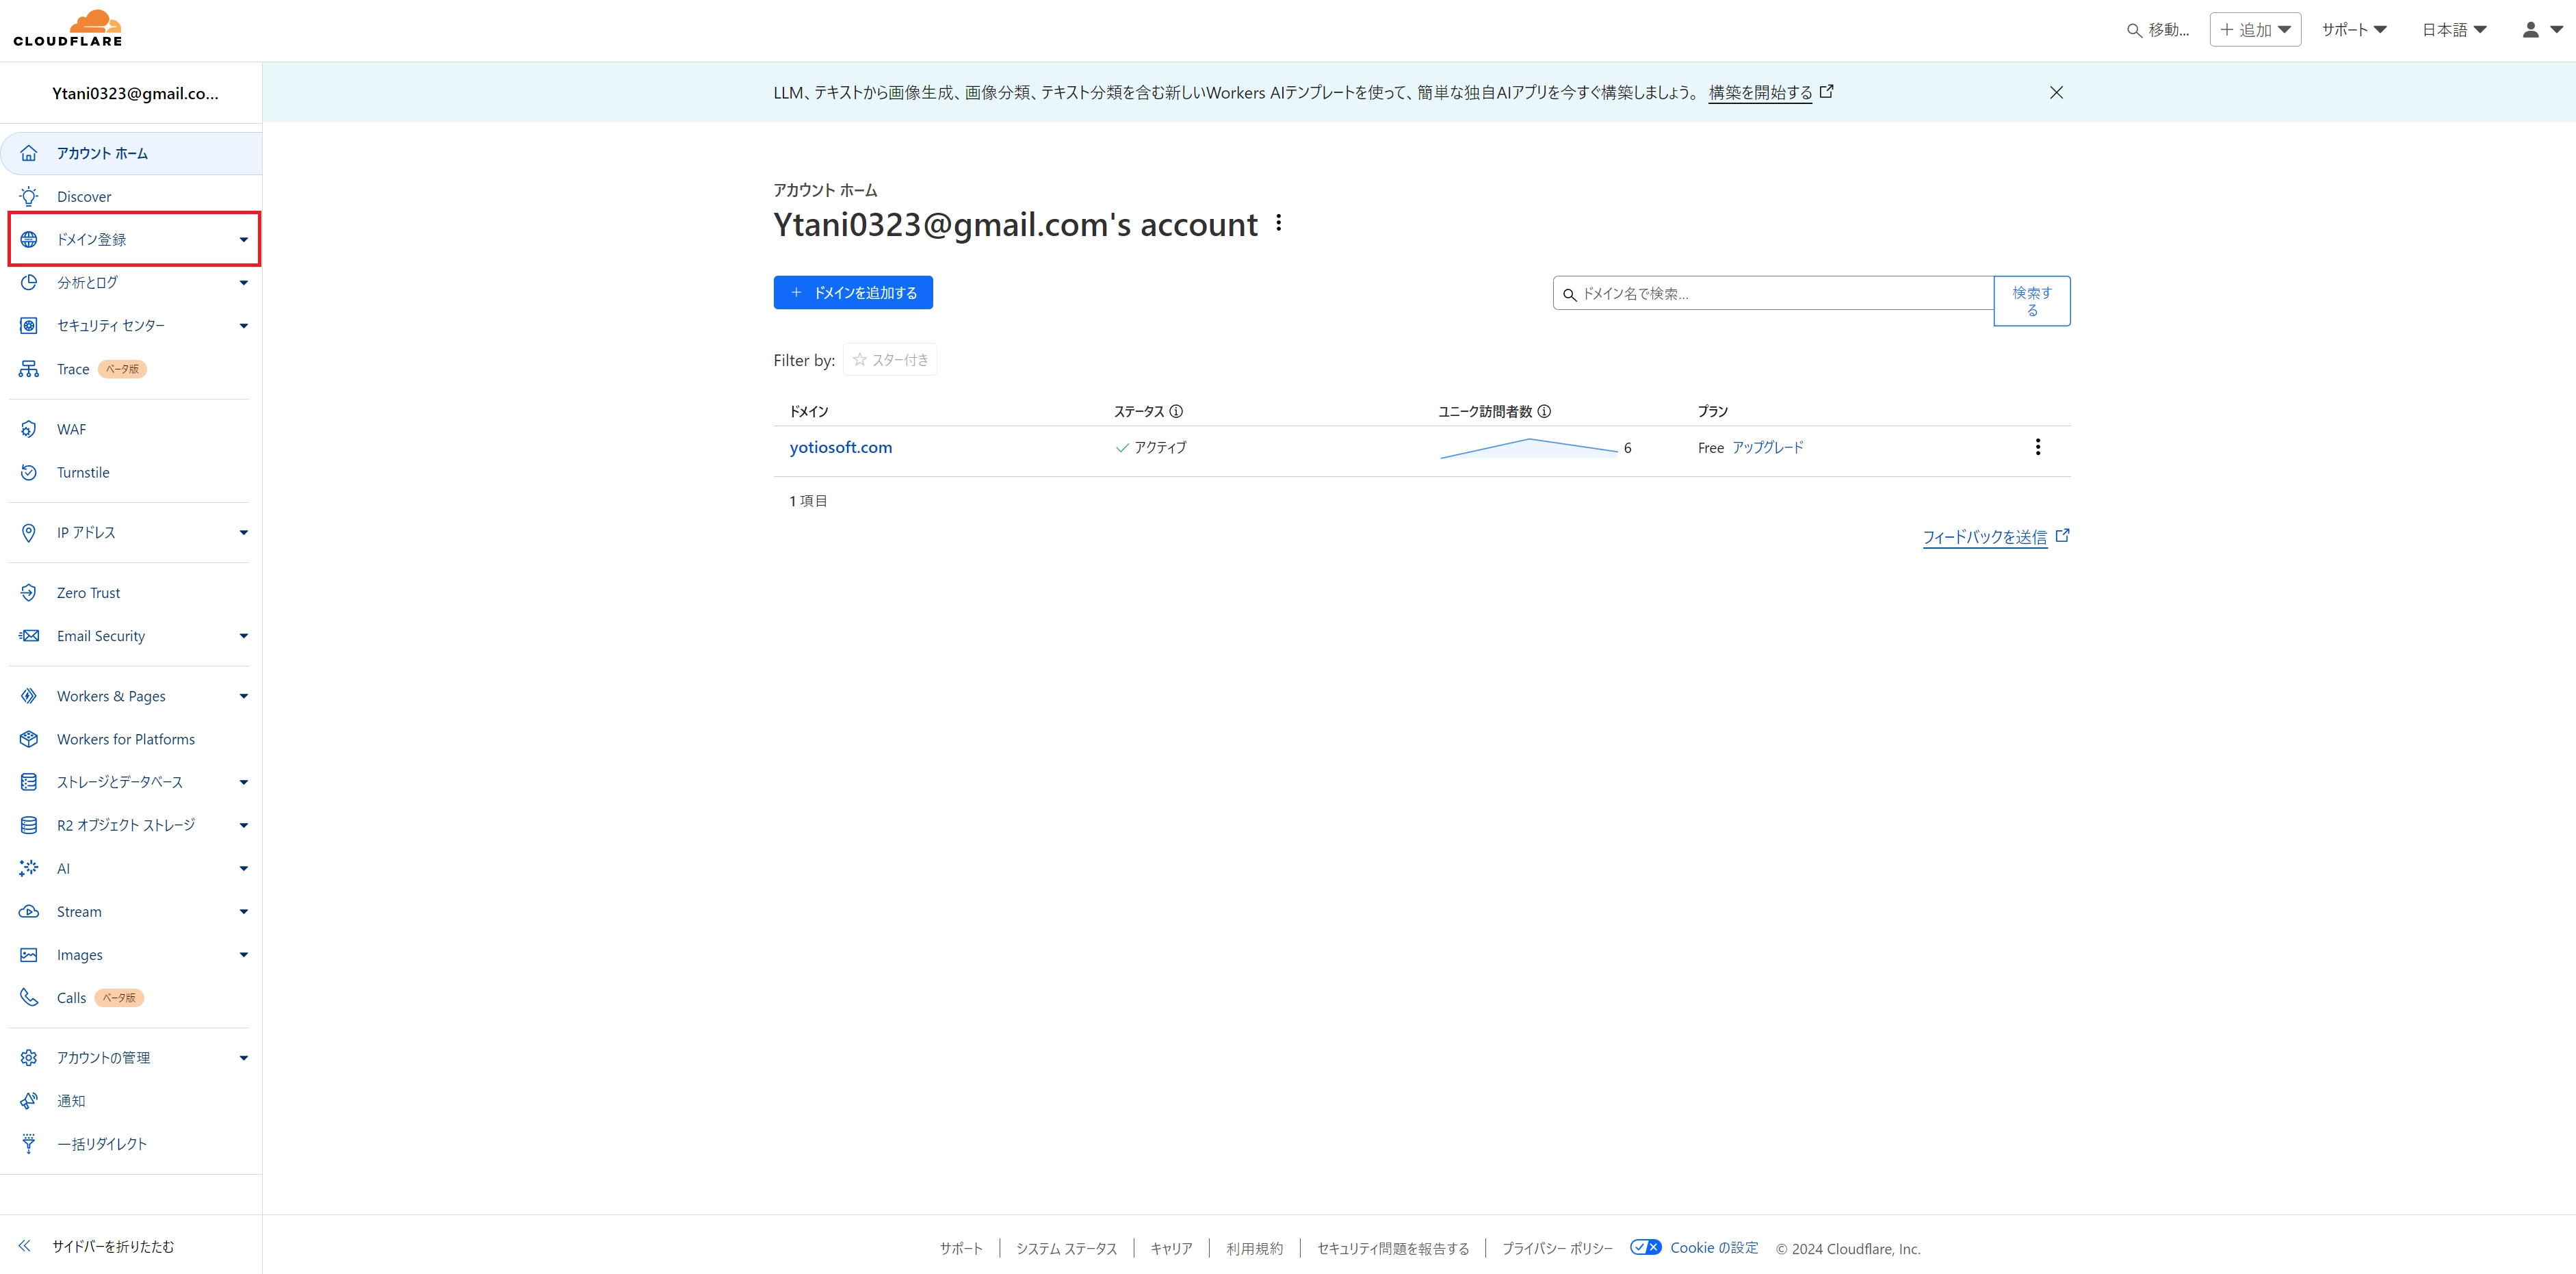 CLOUDFLARE
移動...
追加
サポート
日本語
Ytani0323@gmail.co...
LLM、テキストから画像生成、画像分類、テキスト分類を含む新しいWorkers AIテンプレートを使って、簡単な独自AIアプリを今すぐ構築しましょう。 構築を開始する
アカウント ホーム
Discover
ドメイン登録
分析とログ
セキュリティ センター
Trace ベータ版
WAF
Turnstile
IP アドレス
Zero Trust
Email Security
Workers & Pages
Workers for Platforms
ストレージとデータベース
R2 オブジェクト ストレージ
AI
Stream
Images
Calls ベータ版
アカウントの管理
通知
一括リダイレクト
サイドバーを折りたたむ
アカウント ホーム
Ytani0323@gmail.com's account
ドメインを追加する
ドメイン名で検索...
検索す
る
Filter by: スター付き
ドメイン ステータス ユニーク訪問者数 プラン
yotiosoft.com アクティブ 6 Free アップグレード
1 項目
フィードバックを送信
サポート システム ステータス キャリア 利用規約 セキュリティ問題を報告する プライバシー ポリシー Cookie の設定 © 2024 Cloudflare, Inc.